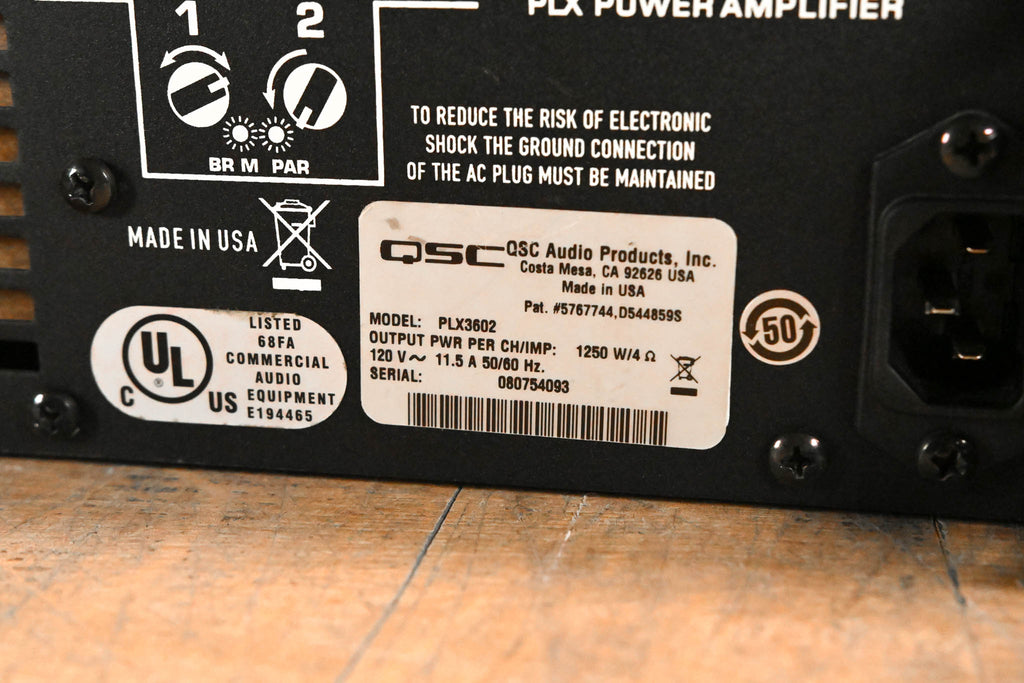 PLX POWER AMPLIFIER
1 2
BR M PAR
TO REDUCE THE RISK OF ELECTRONIC
SHOCK THE GROUND CONNECTION
OF THE AC PLUG MUST BE MAINTAINED
MADE IN USA
QSC QSC Audio Products, Inc.
Costa Mesa, CA 92626 USA
Made in USA
Pat. #5767744,D544859S
MODEL: PLX3602
OUTPUT PWR PER CH/IMP: 1250 W/4 Ω
120 V~ 11.5 A 50/60 Hz.
SERIAL: 080754093
50
C UL ® US
LISTED
68FA
COMMERCIAL
AUDIO
EQUIPMENT
E194465